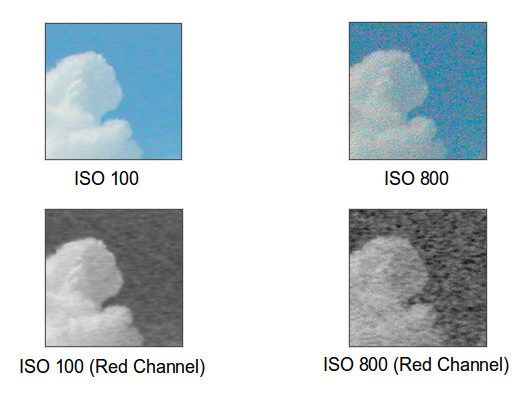 ISO 100
ISO 800
ISO 100 (Red Channel)
ISO 800 (Red Channel)